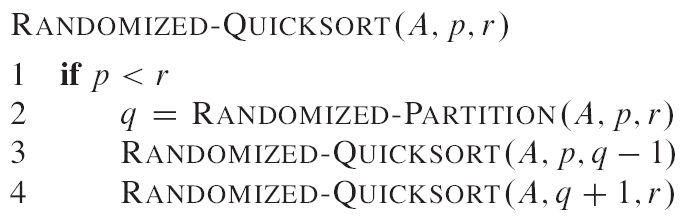 RANDOMIZED-QUICKSORT(A, p, r)
1 if p < r
2 q = RANDOMIZED-PARTITION(A, p, r)
3 RANDOMIZED-QUICKSORT(A, p, q − 1)
4 RANDOMIZED-QUICKSORT(A, q + 1, r)